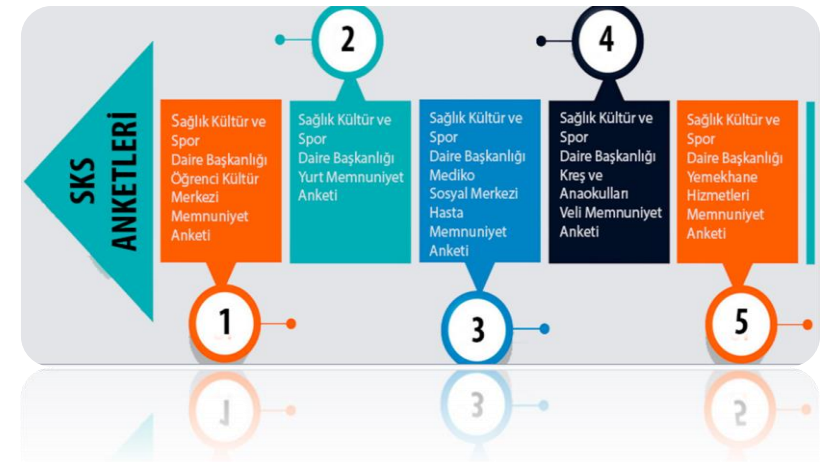 SKS
ANKETLERİ
Sağlık Kültür ve
Spor
Daire Başkanlığı
Öğrenci Kültür
Merkezi
Memnuniyet
Anketi
1
2
Sağlık Kültür ve
Spor
Daire Başkanlığı
Yurt Memnuniyet
Anketi
Sağlık Kültür ve
Spor
Daire Başkanlığı
Mediko
Sosyal Merkezi
Hasta
Memnuniyet
Anketi
3
4
Sağlık Kültür ve
Spor
Daire Başkanlığı
Kreş ve
Anaokulları
Veli Memnuniyet
Anketi
Sağlık Kültür ve
Spor
Daire Başkanlığı
Yemekhane
Hizmetleri
Memnuniyet
Anketi
5